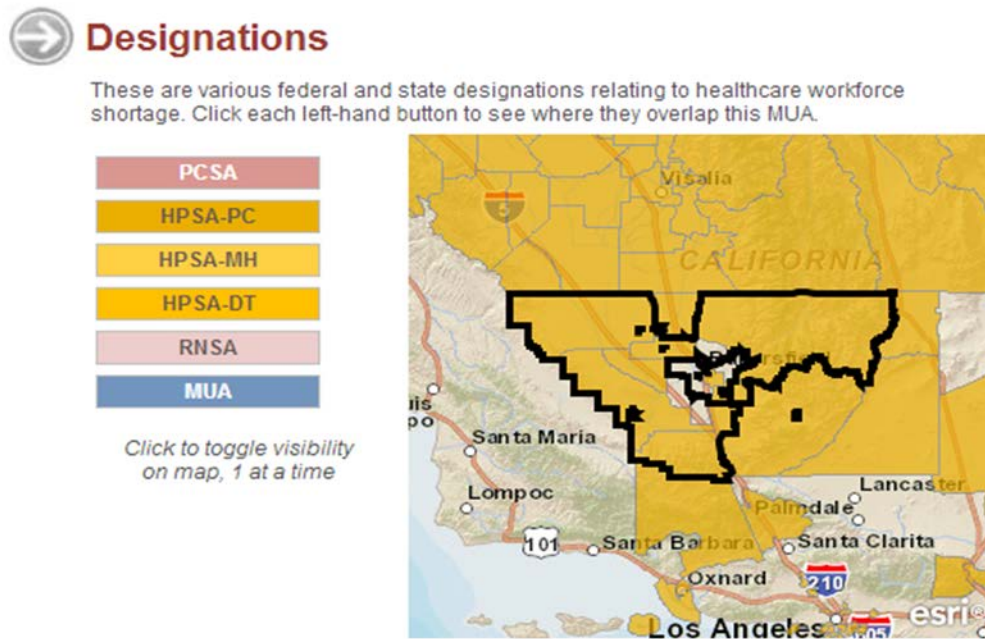 Designations
These are various federal and state designations relating to healthcare workforce
shortage. Click each left-hand button to see where they overlap this MUA.
PCSA
HPSA-PC
HPSA-MH
HPSA-DT
RNSA
MUA
Click to toggle visibility
on map, 1 at a time
Visalia
5
CALIFORNIA
uis
po
Santa Maria
Lompoc
Lancaster
Palmdale
101
Santa Barbara
Santa Clarita
Oxnard
210
Los Angeles
esri